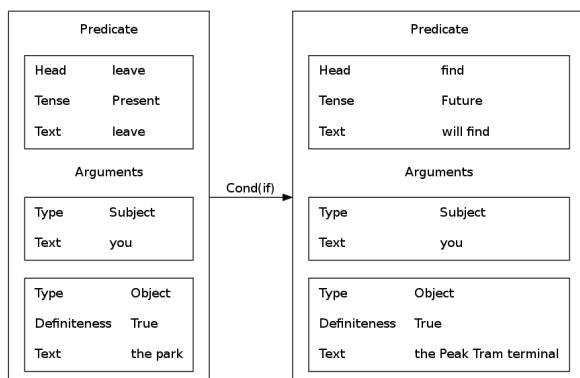 Predicate
Head leave
Tense Present
Text leave
Arguments
Type Subject
Text you
Type Object
Definiteness True
Text the park
Cond(if)
Predicate
Head find
Tense Future
Text will find
Arguments
Type Subject
Text you
Type Object
Definiteness True
Text the Peak Tram terminal